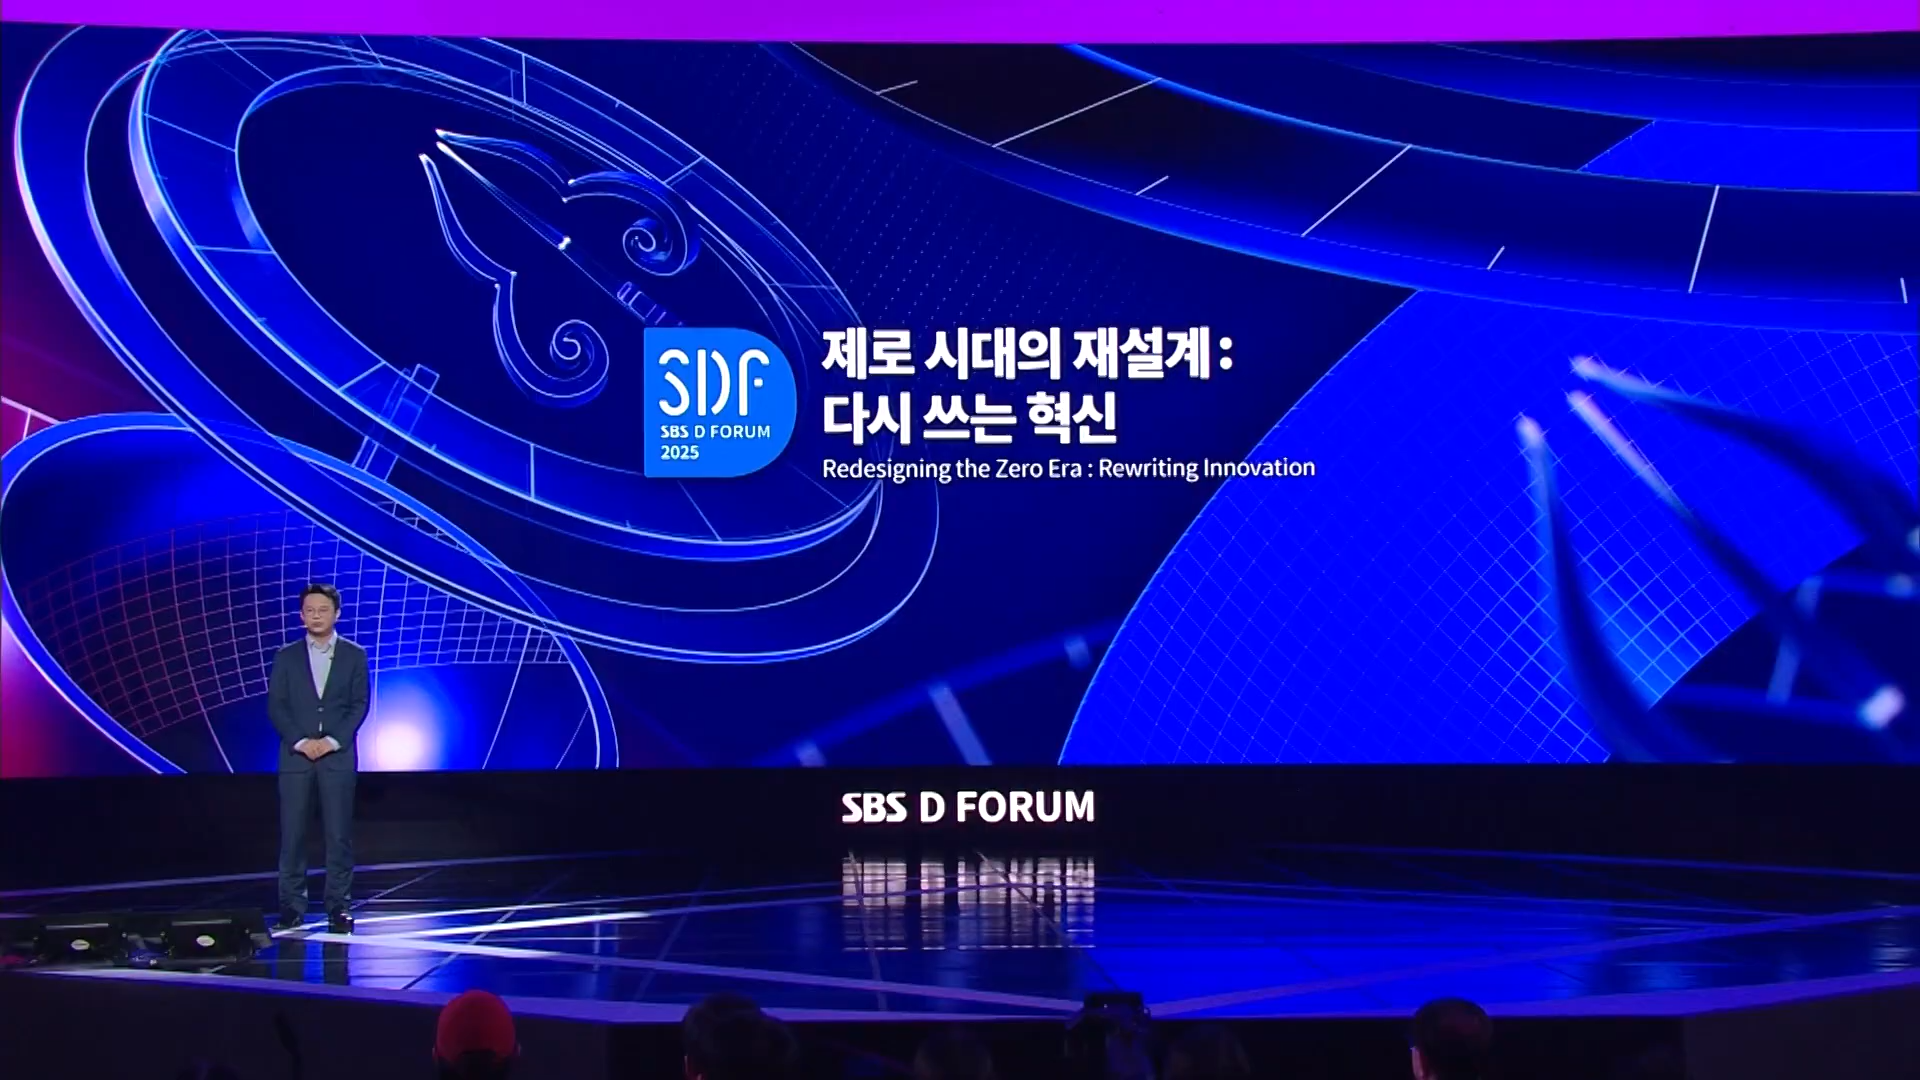 SDF
SBS D FORUM
2025
제로 시대의 재설계 :
다시 쓰는 혁신
Redesigning the Zero Era : Rewriting Innovation
SBS D FORUM